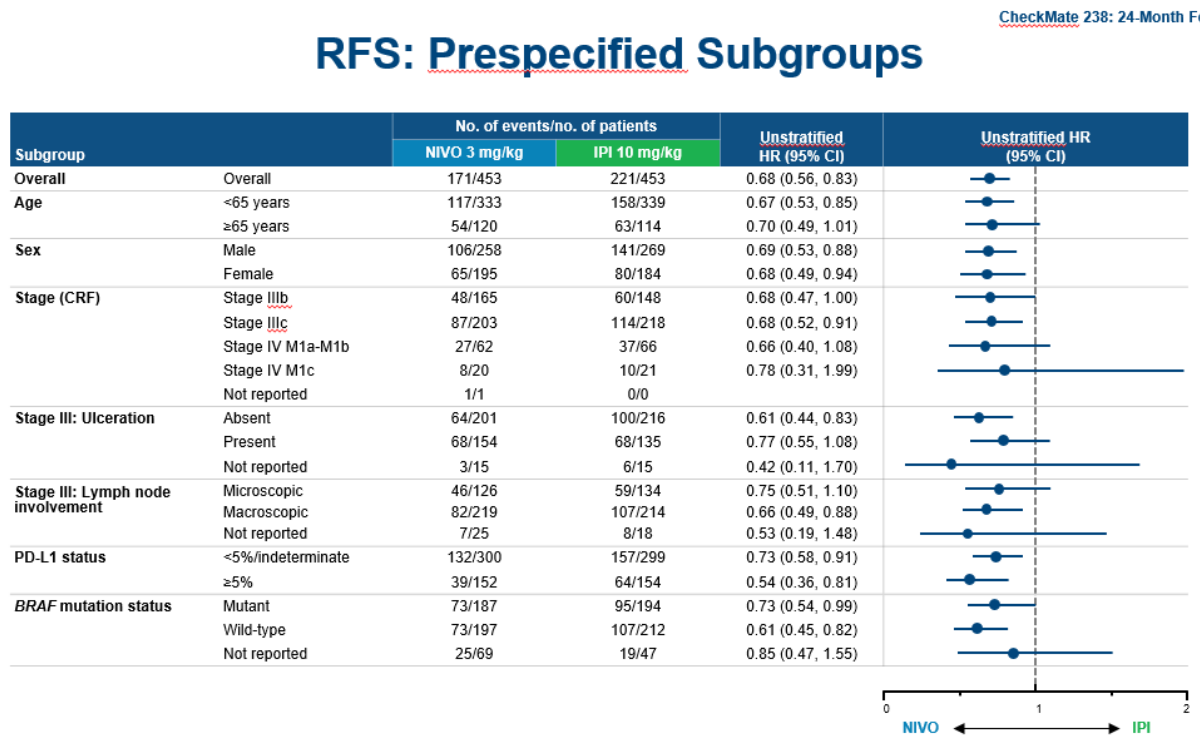 CheckMate 238: 24-Month F
RFS: Prespecified Subgroups
No. of events/no. of patients
Subgroup NIVO 3 mg/kg IPI 10 mg/kg Unstratified HR (95% CI) Unstratified HR (95% CI)
Overall Overall 171/453 221/453 0.68 (0.56, 0.83)
Age <65 years 117/333 158/339 0.67 (0.53, 0.85)
≥65 years 54/120 63/114 0.70 (0.49, 1.01)
Sex Male 106/258 141/269 0.69 (0.53, 0.88)
Female 65/195 80/184 0.68 (0.49, 0.94)
Stage (CRF) Stage IIIb 48/165 60/148 0.68 (0.47, 1.00)
Stage IIIc 87/203 114/218 0.68 (0.52, 0.91)
Stage IV M1a-M1b 27/62 37/66 0.66 (0.40, 1.08)
Stage IV M1c 8/20 10/21 0.78 (0.31, 1.99)
Not reported 1/1 0/0
Stage III: Ulceration Absent 64/201 100/216 0.61 (0.44, 0.83)
Present 68/154 68/135 0.77 (0.55, 1.08)
Not reported 3/15 6/15 0.42 (0.11, 1.70)
Stage III: Lymph node involvement Microscopic 46/126 59/134 0.75 (0.51, 1.10)
Macroscopic 82/219 107/214 0.66 (0.49, 0.88)
Not reported 7/25 8/18 0.53 (0.19, 1.48)
PD-L1 status <5%/indeterminate 132/300 157/299 0.73 (0.58, 0.91)
≥5% 39/152 64/154 0.54 (0.36, 0.81)
BRAF mutation status Mutant 73/187 95/194 0.73 (0.54, 0.99)
Wild-type 73/197 107/212 0.61 (0.45, 0.82)
Not reported 25/69 19/47 0.85 (0.47, 1.55)
0 1 2
NIVO IPI